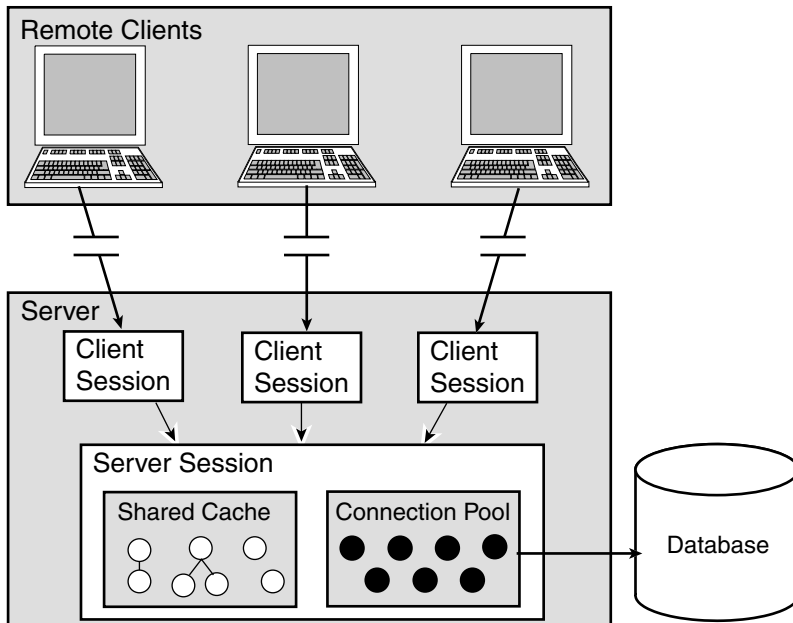 Remote Clients
Server
Client
Session
Client
Session
Client
Session
Server Session
Shared Cache
Connection Pool
Database